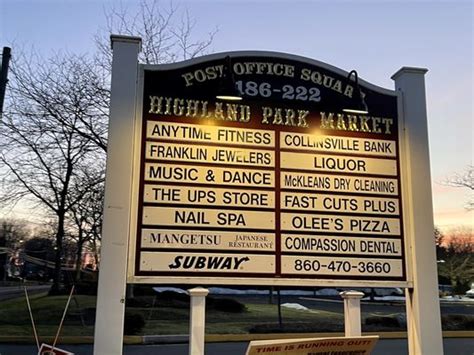 POST OFFICE SQUARE
186-222
HIGHLAND PARK MARKET
ANYTIME FITNESS
COLLINSVILLE BANK
FRANKLIN JEWELERS
LIQUOR
MUSIC & DANCE
MCKLEANS DRY CLEANING
THE UPS STORE
FAST CUTS PLUS
NAIL SPA
OLEE'S PIZZA
MANGETSU JAPANESE RESTAURANT
COMPASSION DENTAL
SUBWAY
860-470-3660
TIME IS RUNNING OUT!